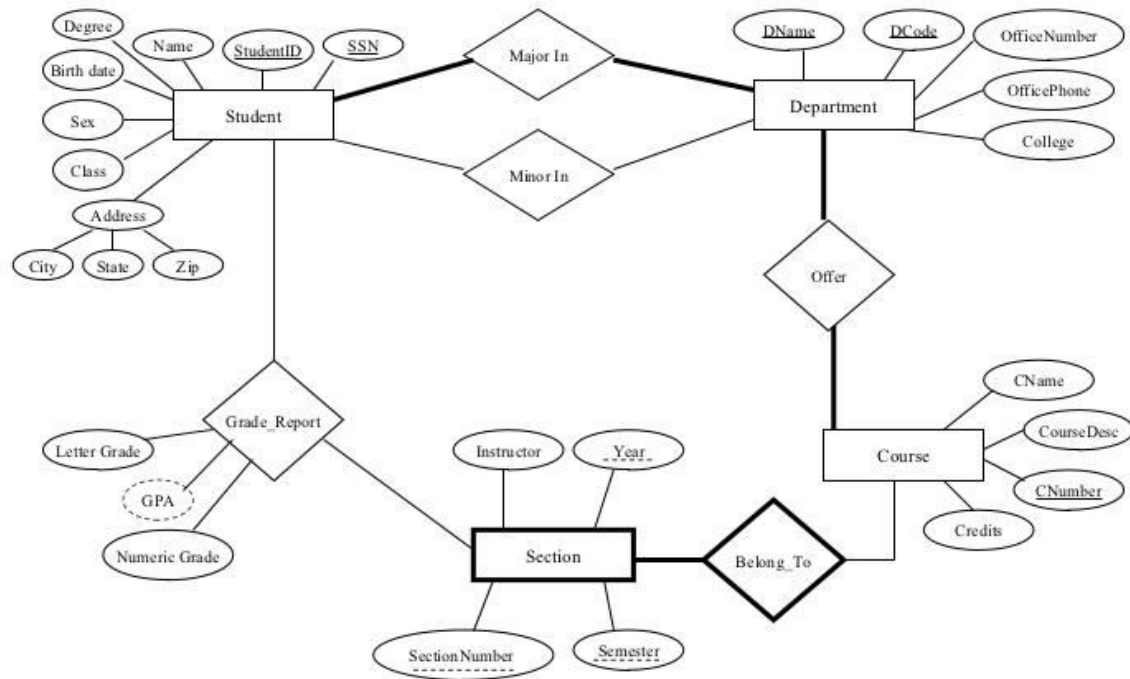 Degree
Name
StudentID
SSN
Birth date
Sex
Class
Student
Address
City
State
Zip
Major In
Minor In
DName
DCode
OfficeNumber
OfficePhone
College
Department
Offer
CName
CourseDesc
CNumber
Credits
Course
Grade_Report
Letter Grade
GPA
Numeric Grade
Instructor
Year
Section
SectionNumber
Semester
Belong_To